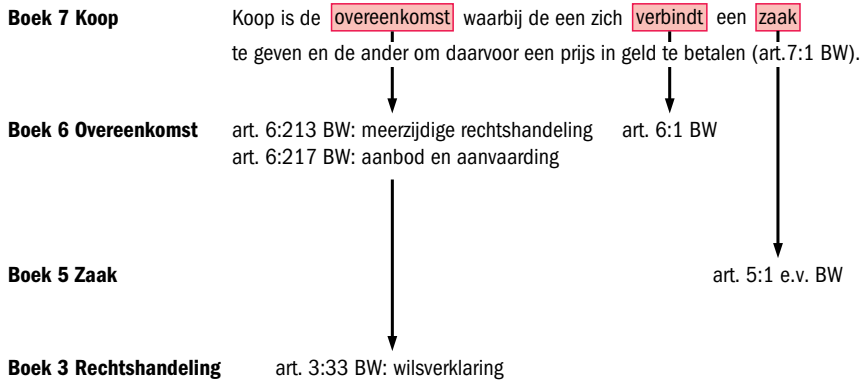 Boek 7 Koop Koop is de overeenkomst waarbij de een zich verbindt een zaak
te geven en de ander om daarvoor een prijs in geld te betalen (art.7:1 BW).
Boek 6 Overeenkomst art. 6:213 BW: meerzijdige rechtshandeling art. 6:1 BW
art. 6:217 BW: aanbod en aanvaarding
Boek 5 Zaak art. 5:1 e.v. BW
Boek 3 Rechtshandeling art. 3:33 BW: wilsverklaring